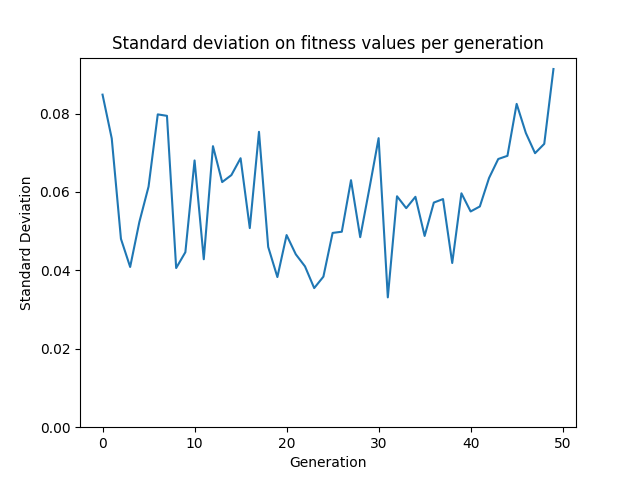 Standard deviation on fitness values per generation
0.08
0.06
0.04
0.02
0.00
Standard Deviation
0 10 20 30 40 50
Generation